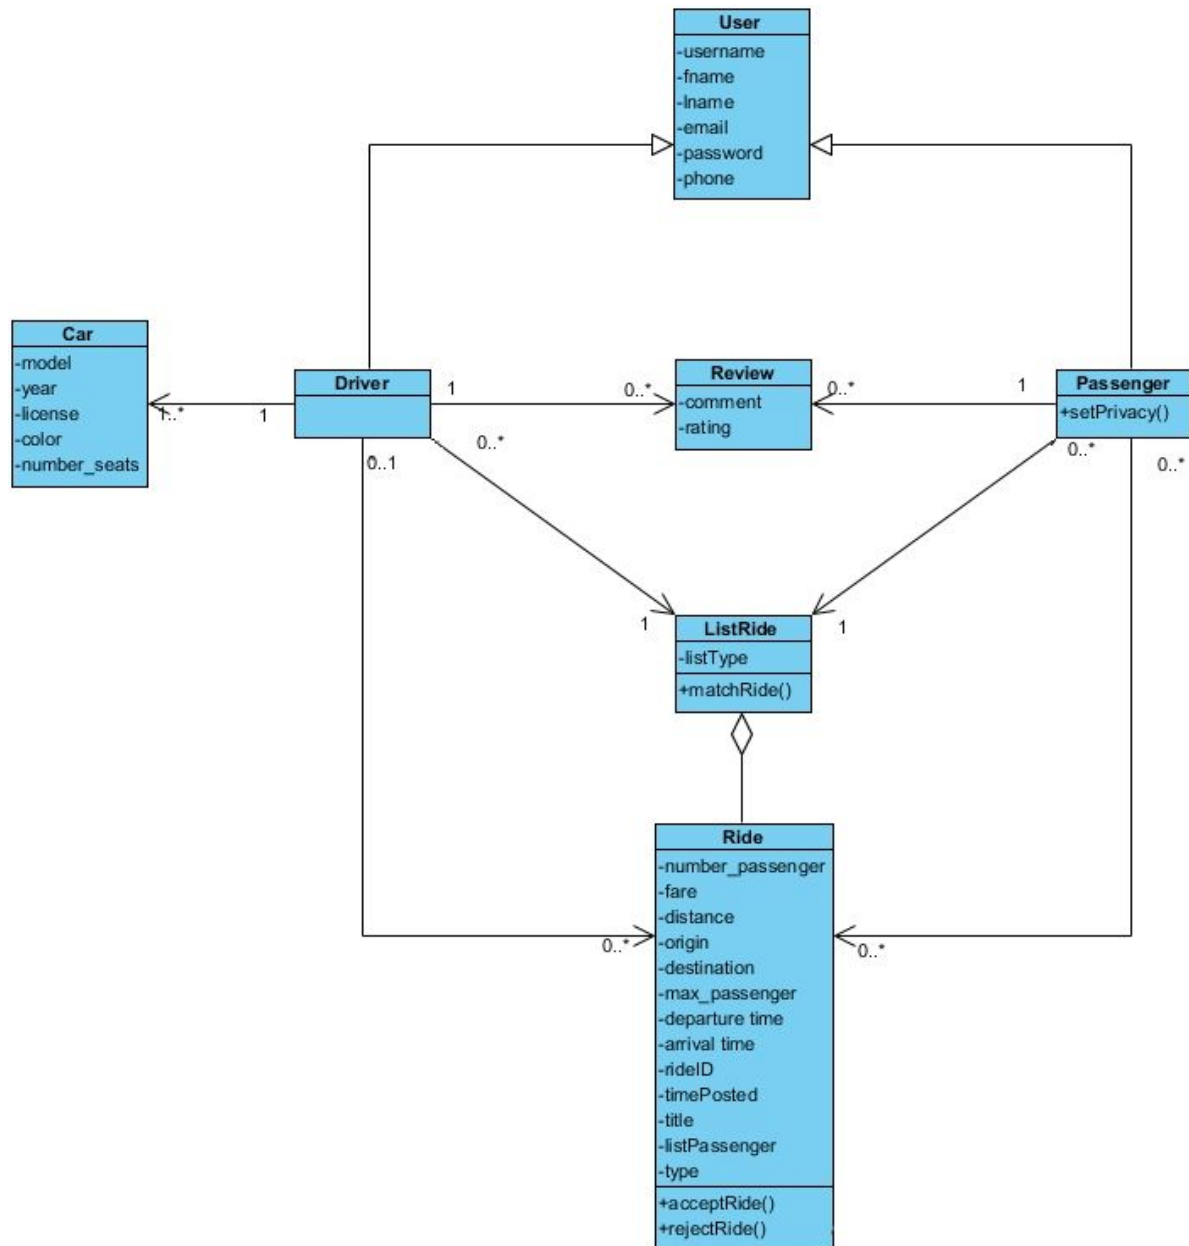 User
-username
-fname
-lname
-email
-password
-phone
Car
-model
-year
-license
-color
-number_seats
1..*
1
Driver
1
0..*
Review
-comment
-rating
0..*
1
Passenger
+setPrivacy()
0..*
0..1
0..*
0..*
1
1
ListRide
-listType
+matchRide()
Ride
-number_passenger
-fare
-distance
-origin
-destination
-max_passenger
-departure time
-arrival time
-rideID
-timePosted
-title
-listPassenger
-type
+acceptRide()
+rejectRide()
0..*
0..*